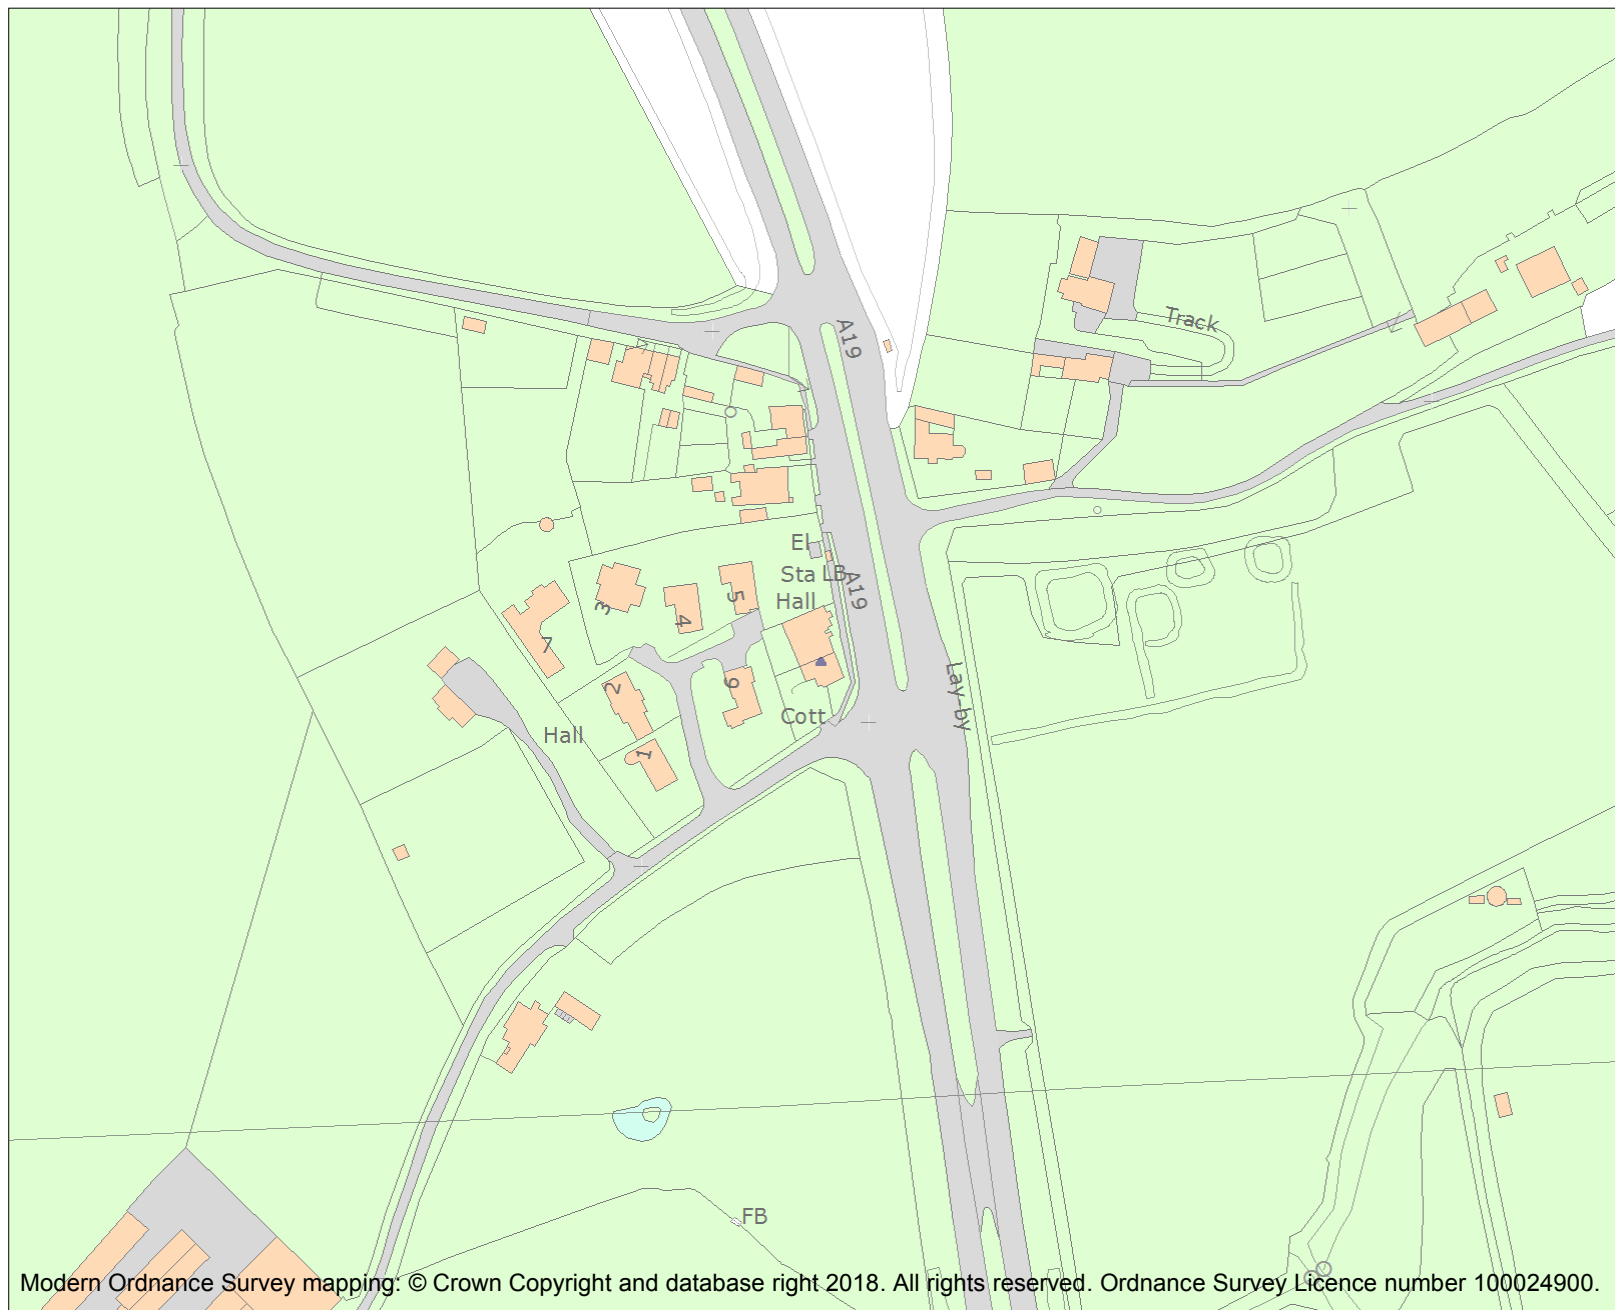 Track
A19
El
Sta LB
A19
Hall
3
4
5
7
2
6
Lay-by
Cott
Hall
1
FB
Modern Ordnance Survey mapping: © Crown Copyright and database right 2018. All rights reserved. Ordnance Survey Licence number 100024900.